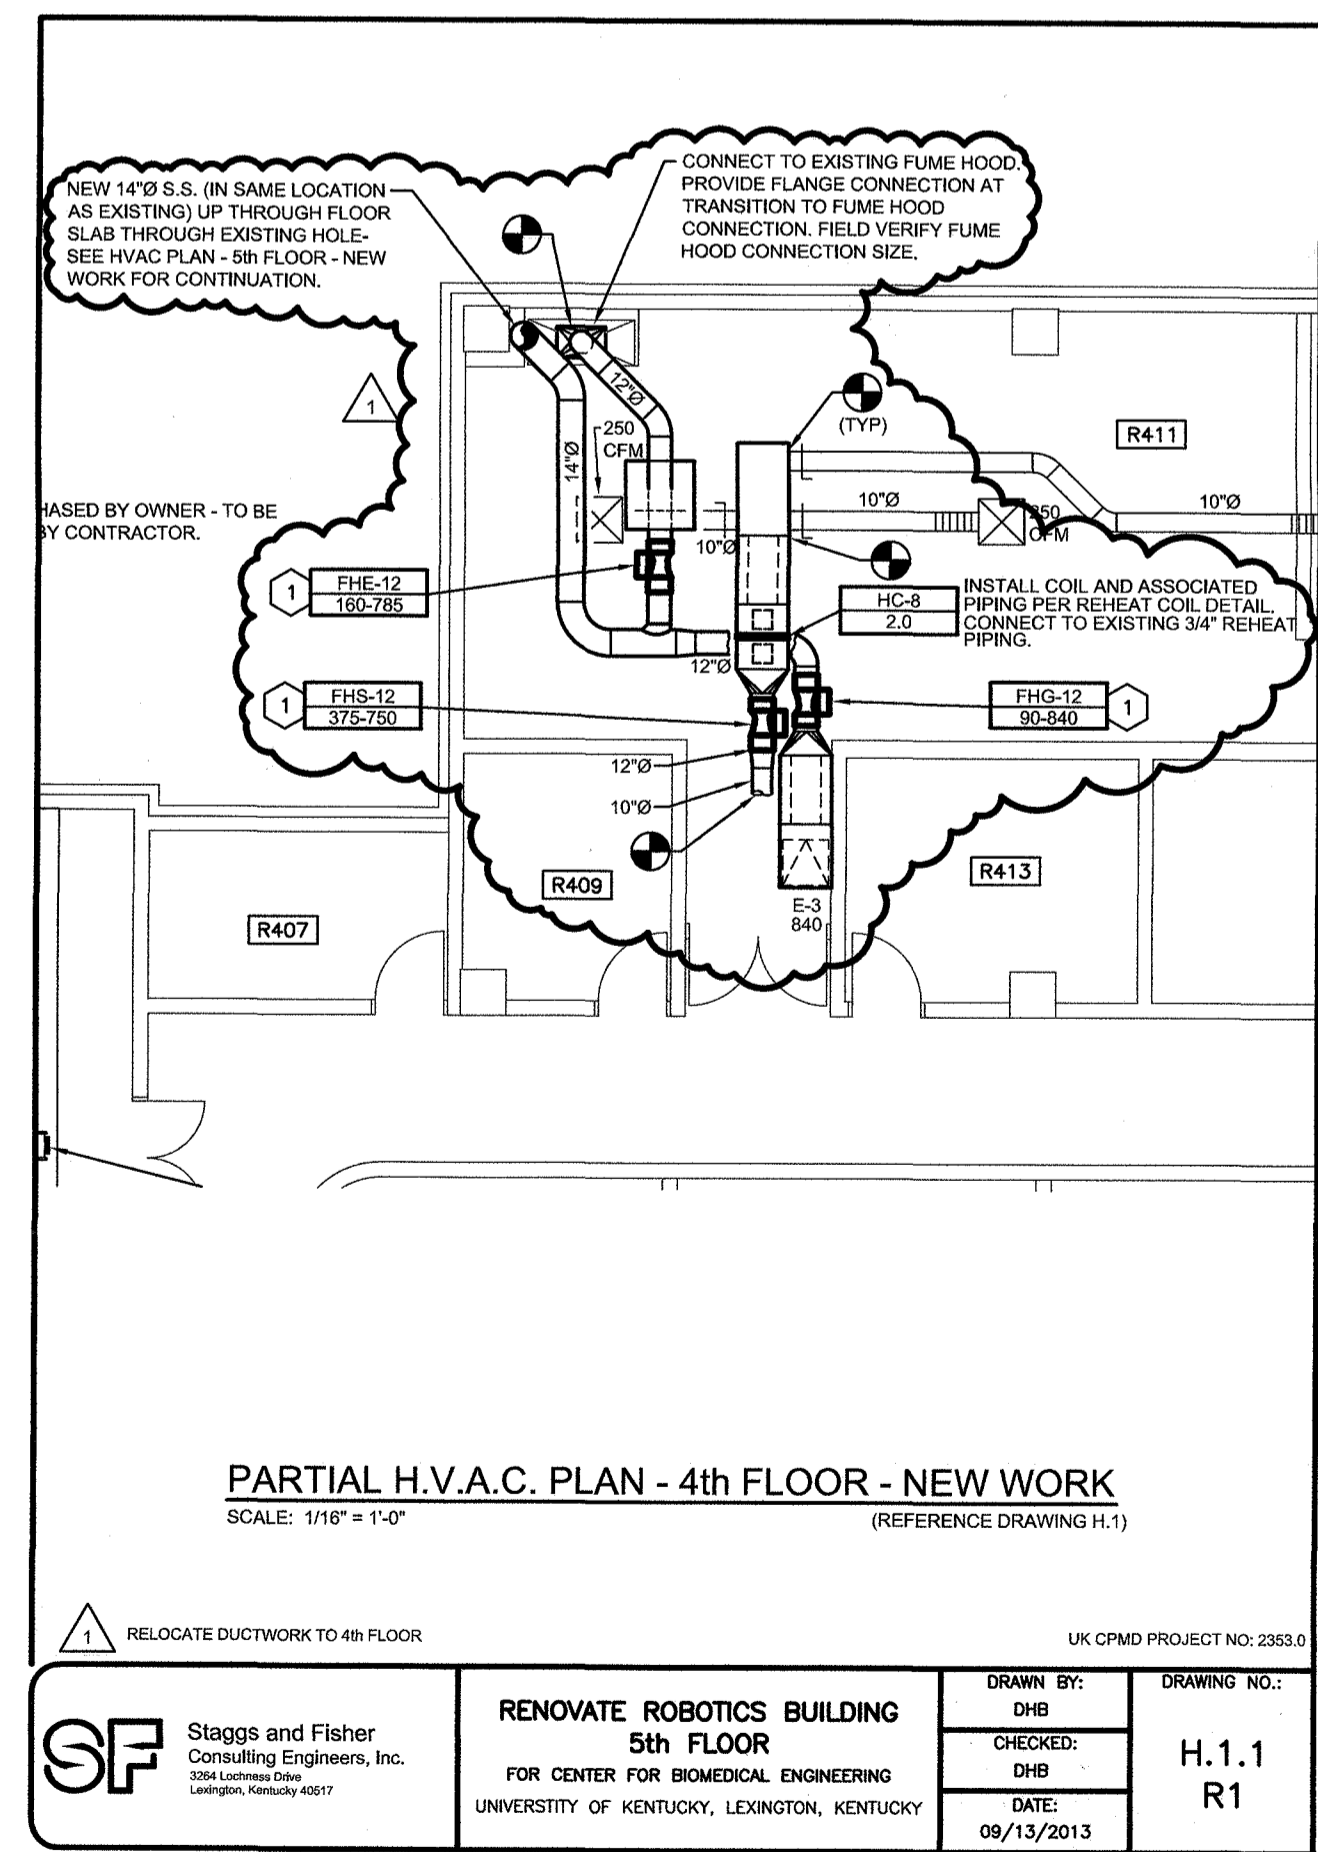 NEW 14"Ø S.S. (IN SAME LOCATION
AS EXISTING) UP THROUGH FLOOR
SLAB THROUGH EXISTING HOLE-
SEE HVAC PLAN - 5th FLOOR - NEW
WORK FOR CONTINUATION.
CONNECT TO EXISTING FUME HOOD.
PROVIDE FLANGE CONNECTION AT
TRANSITION TO FUME HOOD
CONNECTION. FIELD VERIFY FUME
HOOD CONNECTION SIZE.
1
12"Ø
14"Ø
250
CFM
(TYP)
R411
HASED BY OWNER - TO BE
BY CONTRACTOR.
10"Ø
10"Ø
10"Ø
250
CFM
1
FHE-12
160-785
HC-8
2.0
INSTALL COIL AND ASSOCIATED
PIPING PER REHEAT COIL DETAIL.
CONNECT TO EXISTING 3/4" REHEAT
PIPING.
12"Ø
1
FHS-12
375-750
FHG-12
90-840
1
12"Ø
10"Ø
R409
R413
R407
E-3
840
PARTIAL H.V.A.C. PLAN - 4th FLOOR - NEW WORK
SCALE: 1/16" = 1'-0"
(REFERENCE DRAWING H.1)
1 RELOCATE DUCTWORK TO 4th FLOOR
UK CPMD PROJECT NO: 2353.0
SF
Staggs and Fisher
Consulting Engineers, Inc.
3264 Lochness Drive
Lexington, Kentucky 40517
RENOVATE ROBOTICS BUILDING
5th FLOOR
FOR CENTER FOR BIOMEDICAL ENGINEERING
UNIVERSTITY OF KENTUCKY, LEXINGTON, KENTUCKY
DRAWN BY:
DHB
CHECKED:
DHB
DATE:
09/13/2013
DRAWING NO.:
H.1.1
R1